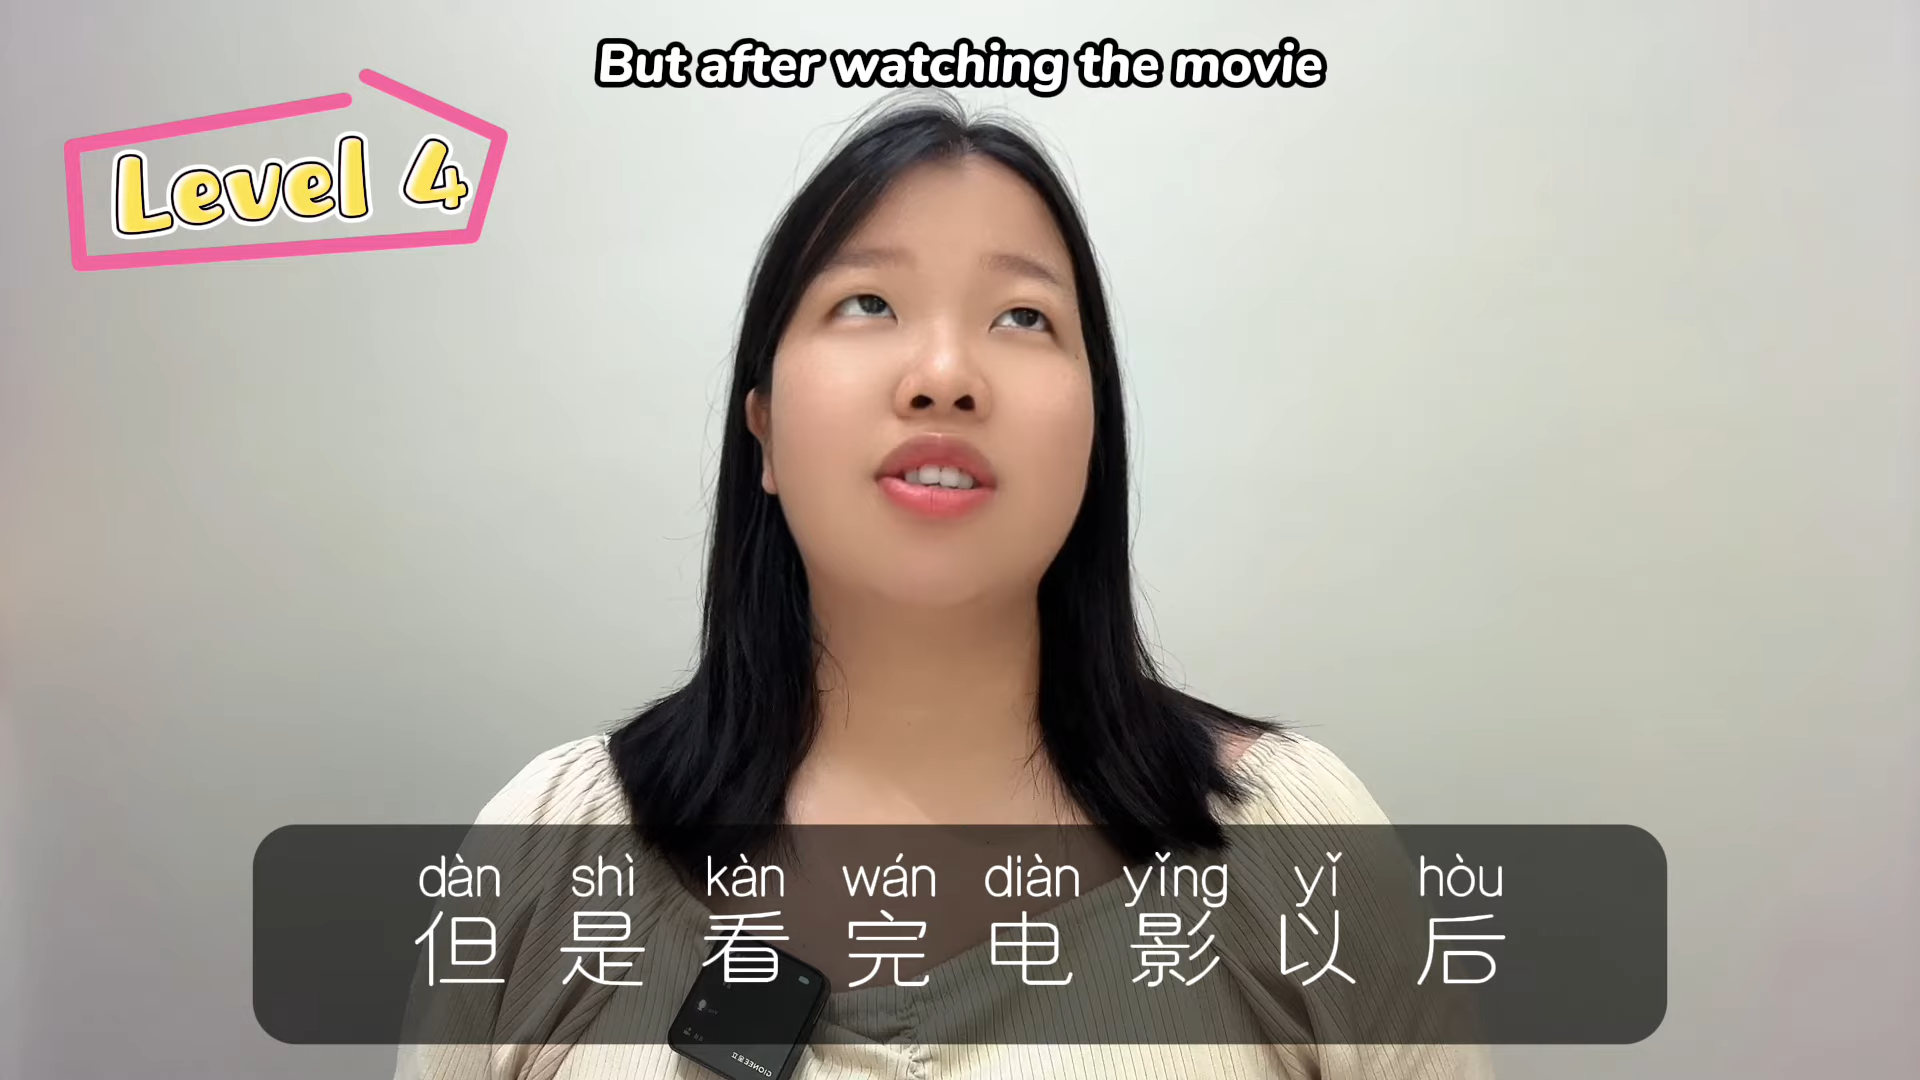 But after watching the movie
Level 4
dàn shì kàn wán diàn yǐng yǐ hòu
但是看完电影以后